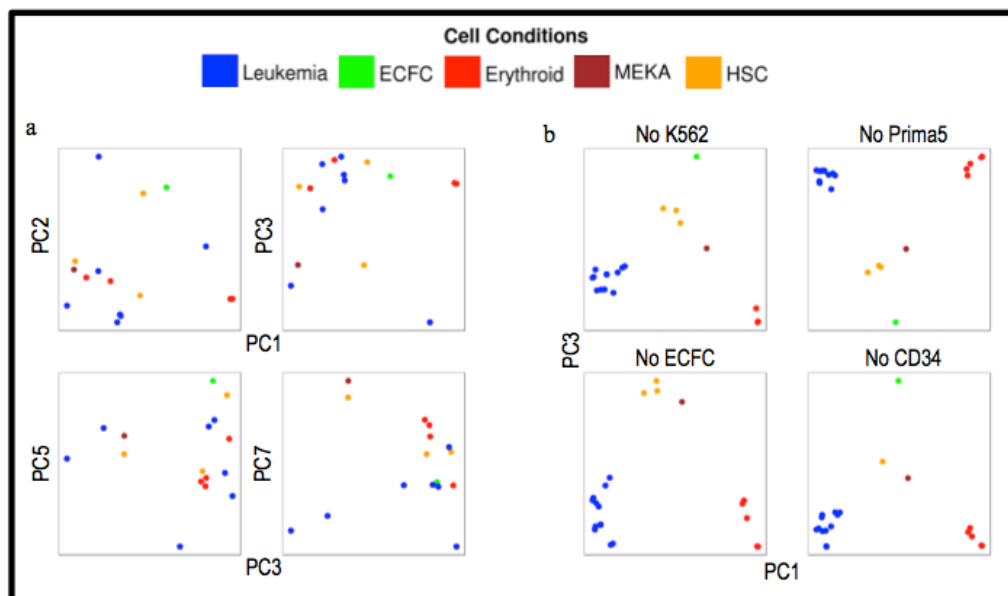 Cell Conditions
Leukemia ECFC Erythroid MEKA HSC
a
b
No K562 No Prima5
PC2
PC3
PC1
PC3
No ECFC No CD34
PC5
PC7
PC3
PC1